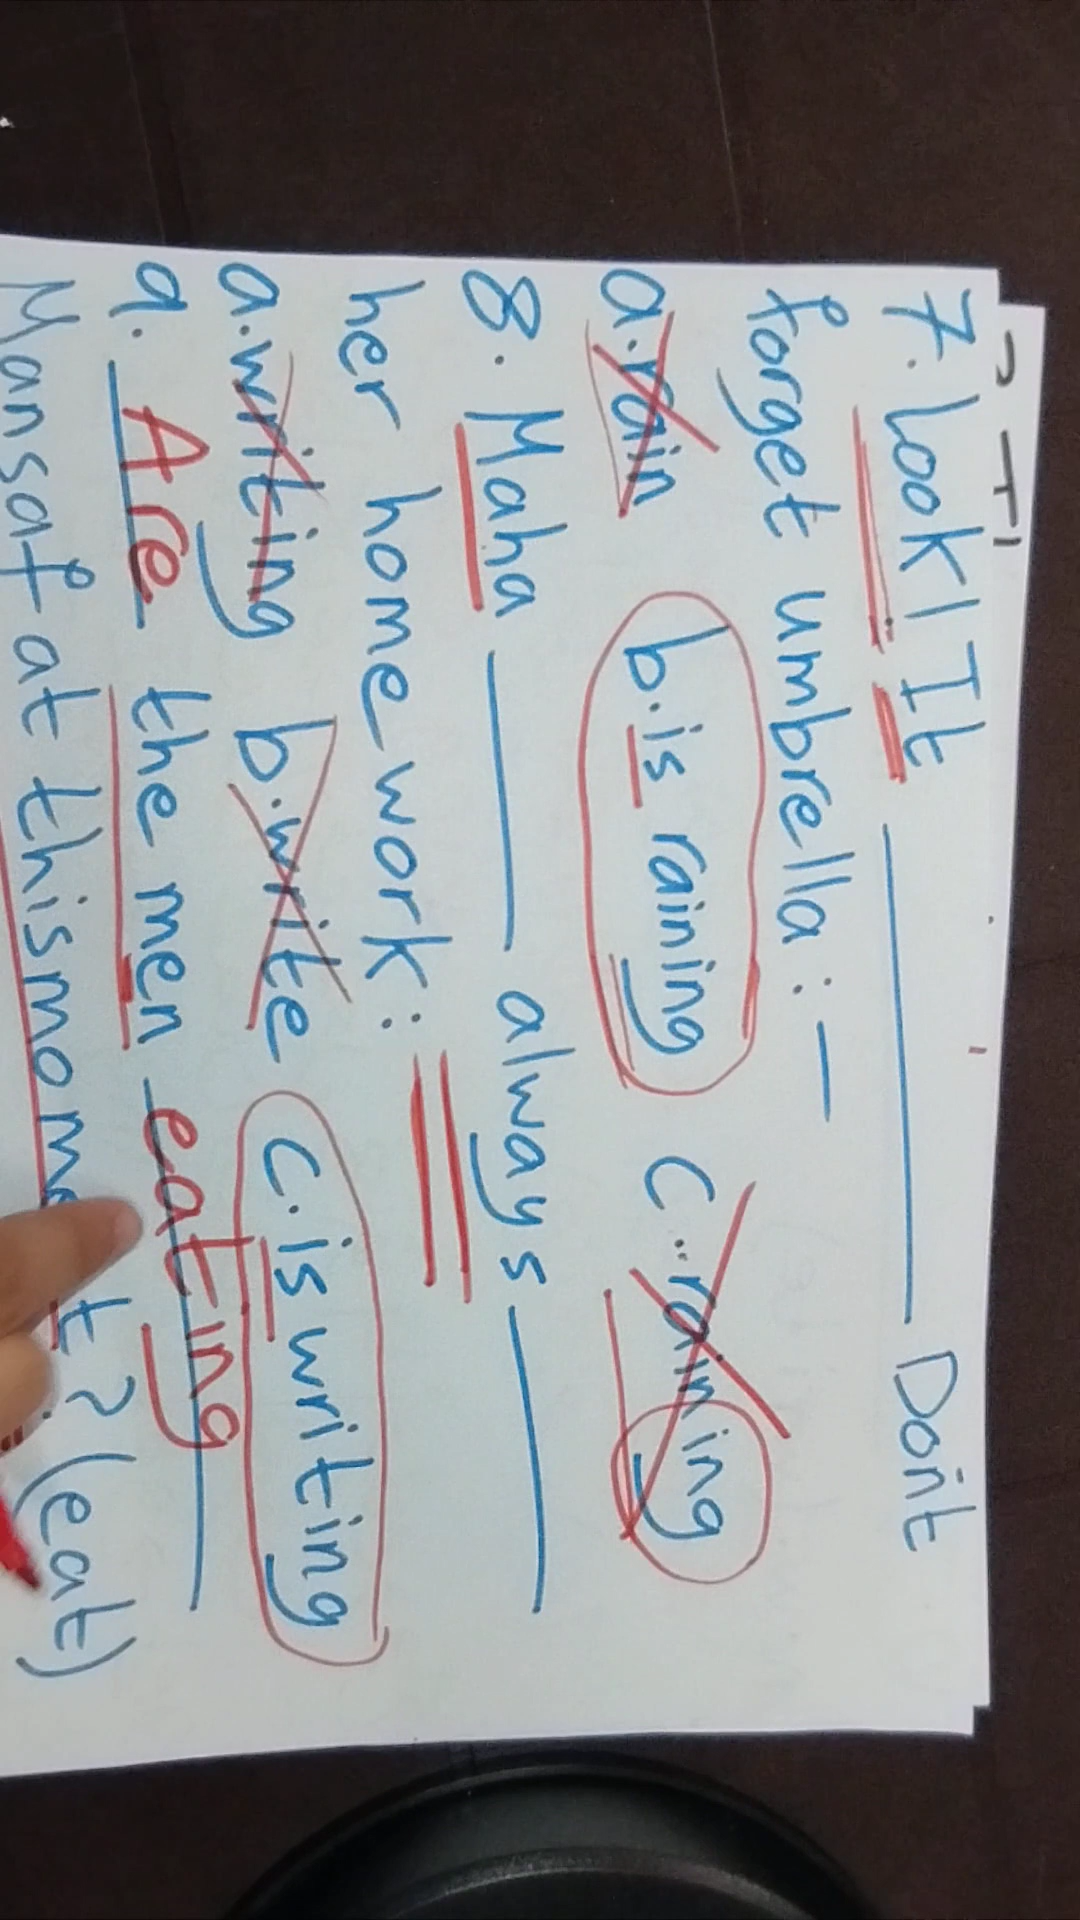 7. Look! It ______ Don't
forget umbrella : —
a. rain b. is raining c. raining
8. Maha ______ always ______
her homework :
a. writing b. write c. is writing
9. Are the men eating
Mansaf at this moment? (eat)